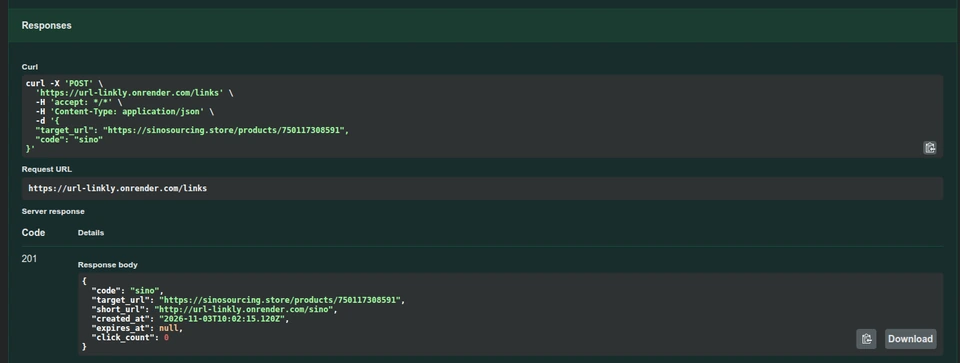 Responses
Curl
curl -X 'POST' \
'https://url-linkly.onrender.com/links' \
-H 'accept: */*' \
-H 'Content-Type: application/json' \
-d '{
"target_url": "https://sinosourcing.store/products/750117308591",
"code": "sino"
}'
Request URL
https://url-linkly.onrender.com/links
Server response
Code Details
201
Response body
{
"code": "sino",
"target_url": "https://sinosourcing.store/products/750117308591",
"short_url": "http://url-linkly.onrender.com/sino",
"created_at": "2026-11-03T10:02:15.120Z",
"expires_at": null,
"click_count": 0
}
Download